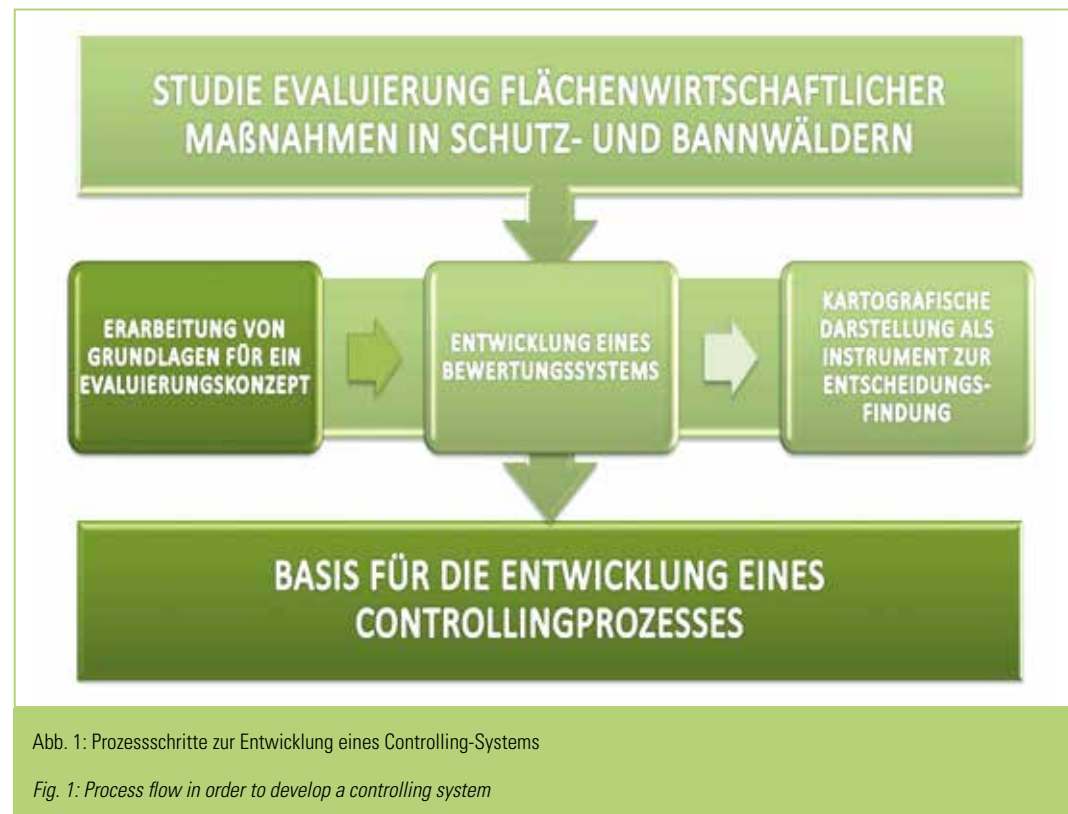 STUDIE EVALUIERUNG FLÄCHENWIRTSCHAFTLICHER
MAßNAHMEN IN SCHUTZ- UND BANNWÄLDERN
ERARBEITUNG VON
GRUNDLAGEN FÜR EIN
EVALUIERUNGSKONZEPT
ENTWICKLUNG EINES
BEWERTUNGSSYSTEMS
KARTOGRAFISCHE
DARSTELLUNG ALS
INSTRUMENT ZUR
ENTSCHEIDUNGS-
FINDUNG
BASIS FÜR DIE ENTWICKLUNG EINES
CONTROLLINGPROZESSES
Abb. 1: Prozessschritte zur Entwicklung eines Controlling-Systems
Fig. 1: Process flow in order to develop a controlling system